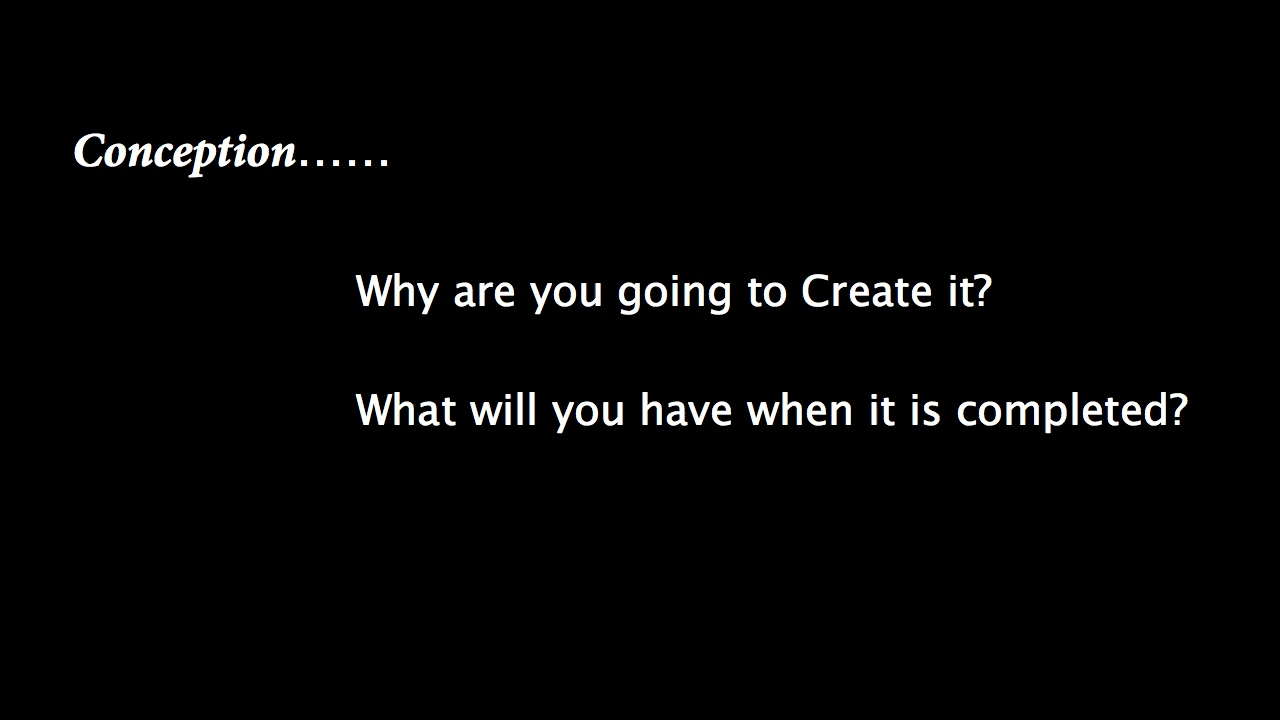 Conception......
Why are you going to Create it?
What will you have when it is completed?